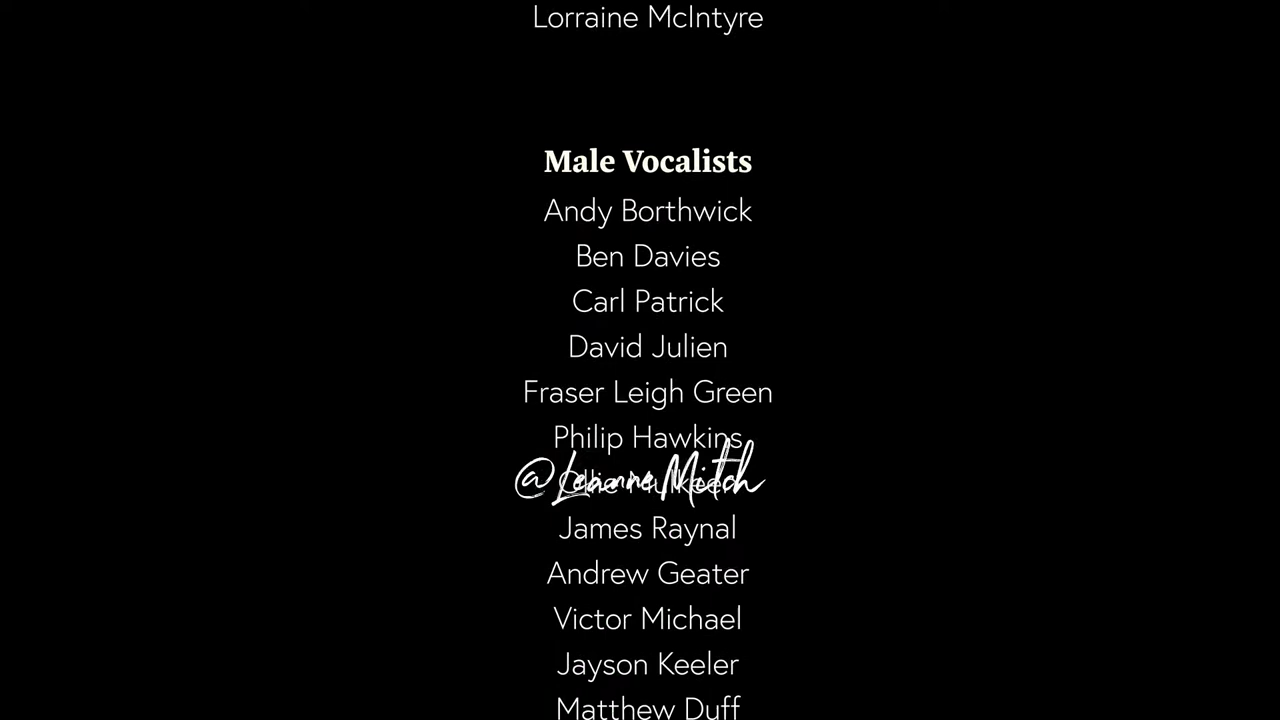 Lorraine McIntyre
Male Vocalists
Andy Borthwick
Ben Davies
Carl Patrick
David Julien
Fraser Leigh Green
Philip Hawkins
@LeanneMitch
James Raynal
Andrew Geater
Victor Michael
Jayson Keeler
Matthew Duff